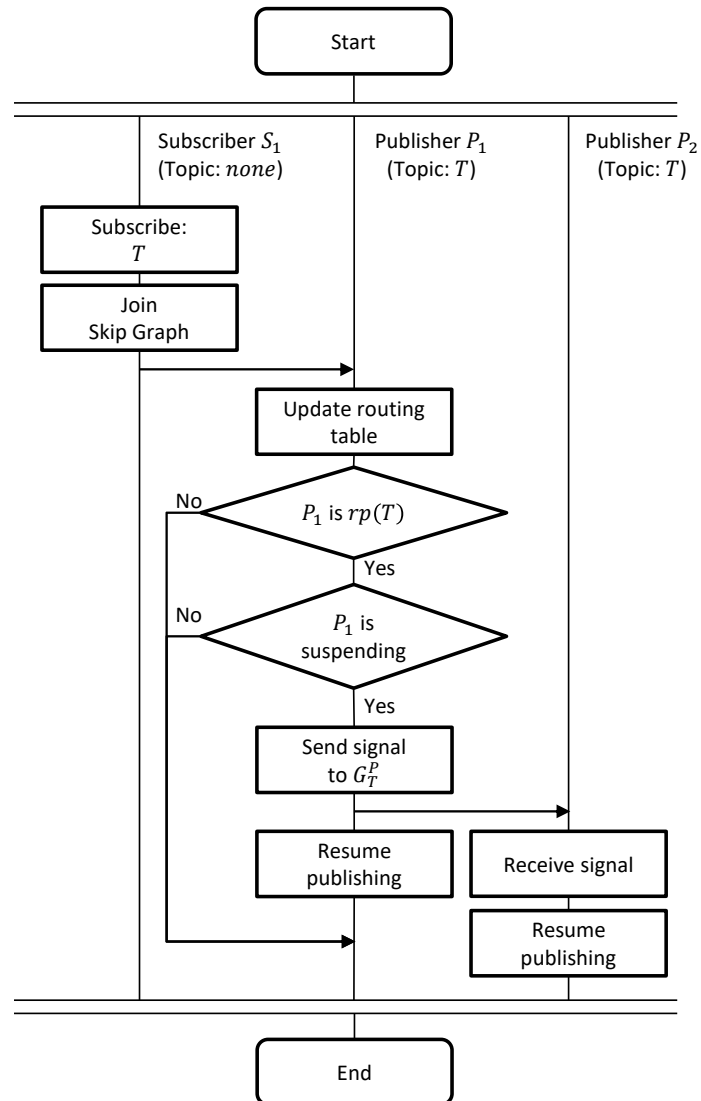 Start
Subscriber S₁
(Topic: none)
Publisher P₁
(Topic: T)
Publisher P₂
(Topic: T)
Subscribe:
T
Join
Skip Graph
Update routing
table
No
P₁ is rp(T)
Yes
No
P₁ is
suspending
Yes
Send signal
to G_T^P
Resume
publishing
Receive signal
Resume
publishing
End